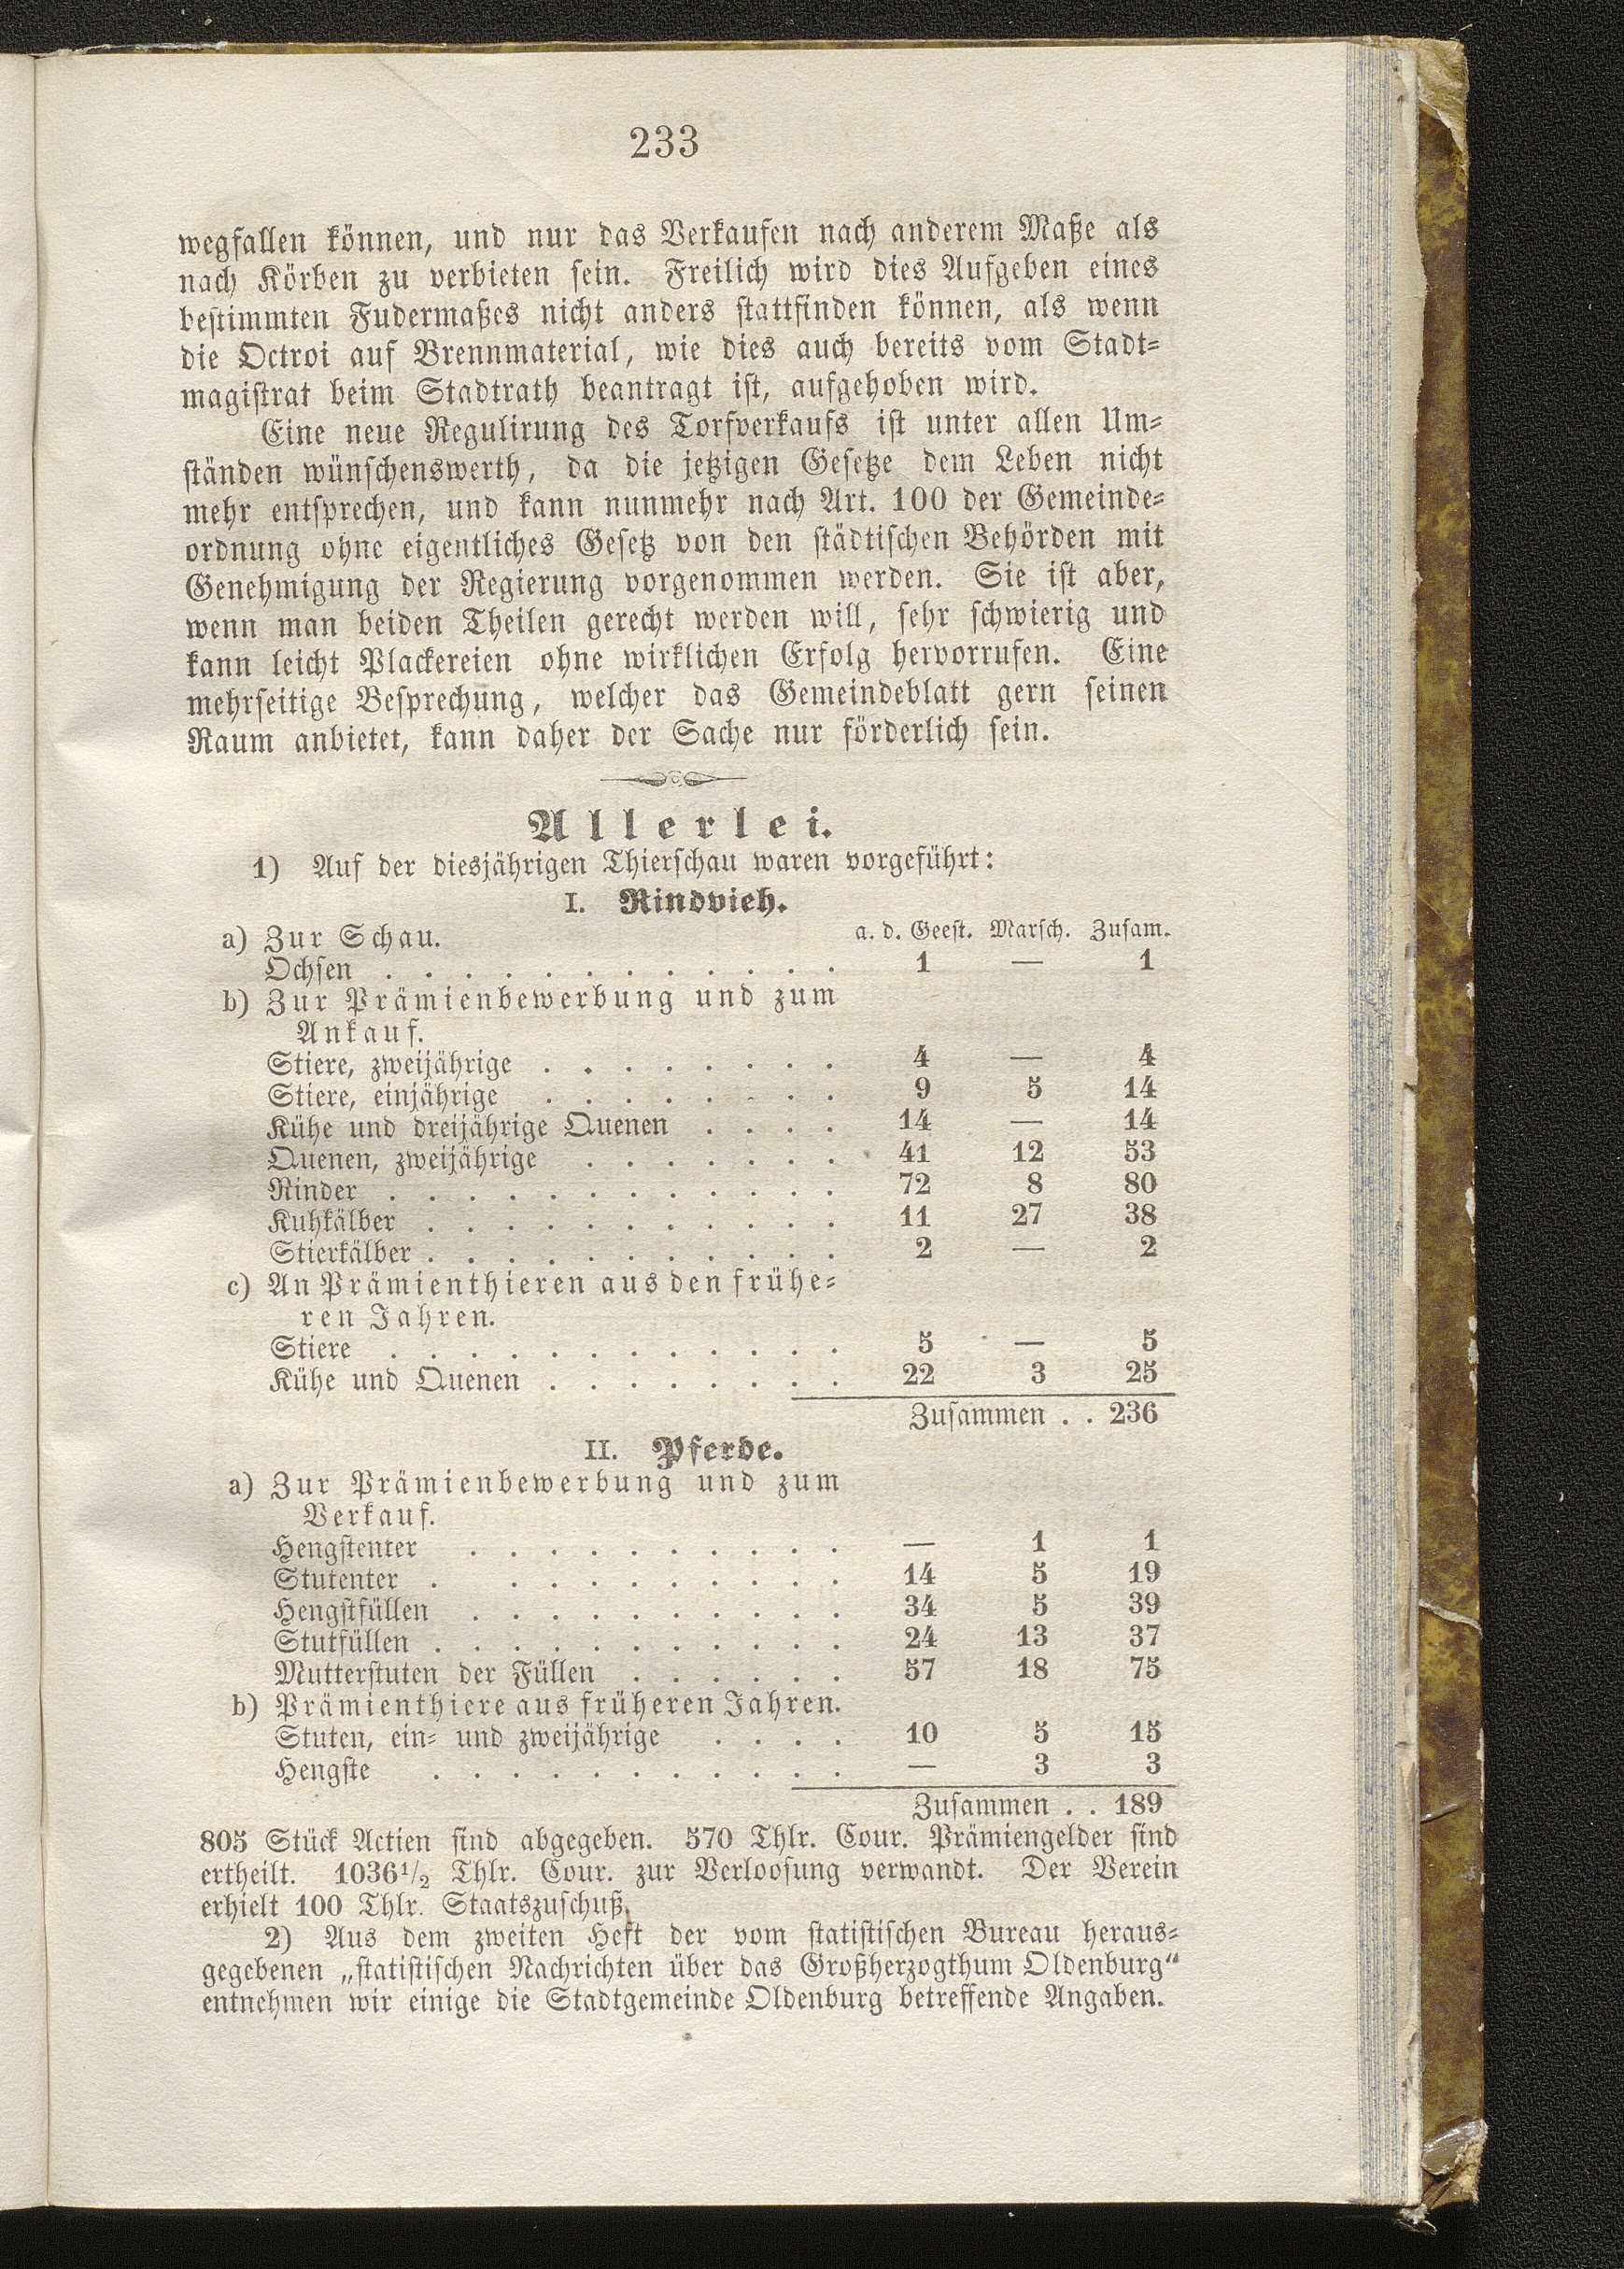 233
wegfallen können, und nur das Verkaufen nach anderem Maße als
nach Körben zu verbieten sein. Freilich wird dies Aufgeben eines
bestimmten Fudermaßes nicht anders stattfinden können, als wenn
die Octroi auf Brennmaterial, wie dies auch bereits vom Stadt-
magistrat beim Stadtrath beantragt ist, aufgehoben wird.
Eine neue Regulirung des Torfverkaufs ist unter allen Um-
ständen wünschenswerth, da die jetzigen Gesetze dem Leben nicht
mehr entsprechen, und kann nunmehr nach Art. 100 der Gemeinde-
ordnung ohne eigentliches Gesetz von den städtischen Behörden mit
Genehmigung der Regierung vorgenommen werden. Sie ist aber,
wenn man beiden Theilen gerecht werden will, sehr schwierig und
kann leicht Plackereien ohne wirklichen Erfolg hervorrufen. Eine
mehrseitige Besprechung, welcher das Gemeindeblatt gern seinen
Raum anbietet, kann daher der Sache nur förderlich sein.
Allerlei.
1) Auf der diesjährigen Thierschau waren vorgeführt:
I. Rindvieh.
a) Zur Schau. a. d. Geest. Marsch. Zusam.
Ochsen . . . . . . . . . . . . 1 — 1
b) Zur Prämienbewerbung und zum
Ankauf.
Stiere, zweijährige . . . . . . . . 4 — 4
Stiere, einjährige . . . . . . . . 9 5 14
Kühe und dreijährige Quenen . . . . 14 — 14
Quenen, zweijährige . . . . . . . 41 12 53
Rinder . . . . . . . . . . . . 72 8 80
Kuhkälber . . . . . . . . . . . 11 27 38
Stierkälber . . . . . . . . . . . 2 — 2
c) An Prämienthieren aus den frühe-
ren Jahren.
Stiere . . . . . . . . . . . . 5 — 5
Kühe und Quenen . . . . . . . . 22 3 25
Zusammen . . 236
II. Pferde.
a) Zur Prämienbewerbung und zum
Verkauf.
Hengstenter . . . . . . . . . . — 1 1
Stutenter . . . . . . . . . . 14 5 19
Hengstfüllen . . . . . . . . . . 34 5 39
Stutfüllen . . . . . . . . . . . 24 13 37
Mutterstuten der Füllen . . . . . . 57 18 75
b) Prämienthiere aus früheren Jahren.
Stuten, ein- und zweijährige . . . . 10 5 15
Hengste . . . . . . . . . . . — 3 3
Zusammen . . 189
805 Stück Actien sind abgegeben. 570 Thlr. Cour. Prämiengelder sind
ertheilt. 1036½ Thlr. Cour. zur Verloosung verwandt. Der Verein
erhielt 100 Thlr. Staatszuschuß.
2) Aus dem zweiten Heft der vom statistischen Bureau heraus-
gegebenen „statistischen Nachrichten über das Großherzogthum Oldenburg“
entnehmen wir einige die Stadtgemeinde Oldenburg betreffende Angaben.